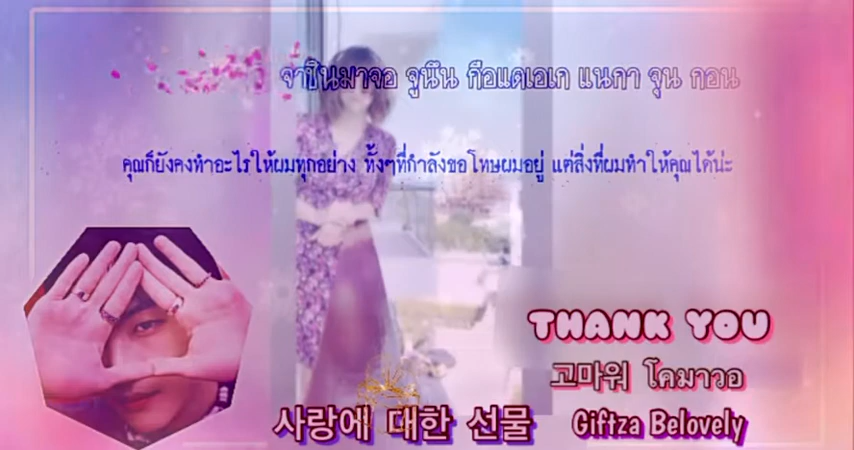 จาชินมาจอ จูนึน กือแดเอเก แนกา จุน กอน
คุณก็ยังคงทำอะไรให้ผมทุกอย่าง ทั้งๆที่กำลังขอโทษผมอยู่ แต่สิ่งที่ผมทำให้คุณได้น่ะ
THANK YOU
고마워 โคมาวอ
사랑에 대한 선물 Giftza Belovely